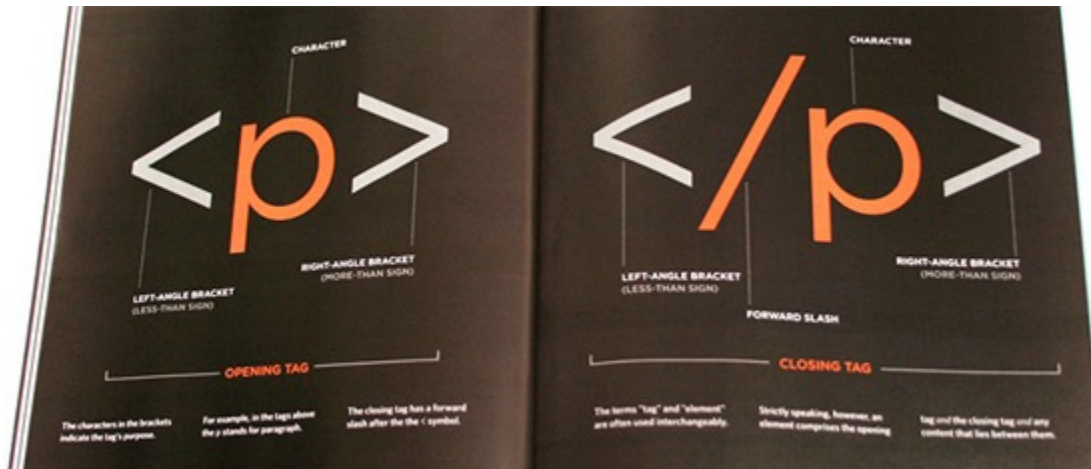 CHARACTER
<p>
LEFT-ANGLE BRACKET
(LESS-THAN SIGN)
RIGHT-ANGLE BRACKET
(MORE-THAN SIGN)
OPENING TAG
The characters in the brackets
indicate the tag's purpose.
For example, in the tags above
the p stands for paragraph.
The closing tag has a forward
slash after the the < symbol.
CHARACTER
</p>
LEFT-ANGLE BRACKET
(LESS-THAN SIGN)
FORWARD SLASH
RIGHT-ANGLE BRACKET
(MORE-THAN SIGN)
CLOSING TAG
The terms "tag" and "element"
are often used interchangeably.
Strictly speaking, however, an
element comprises the opening
tag and the closing tag and any
content that lies between them.